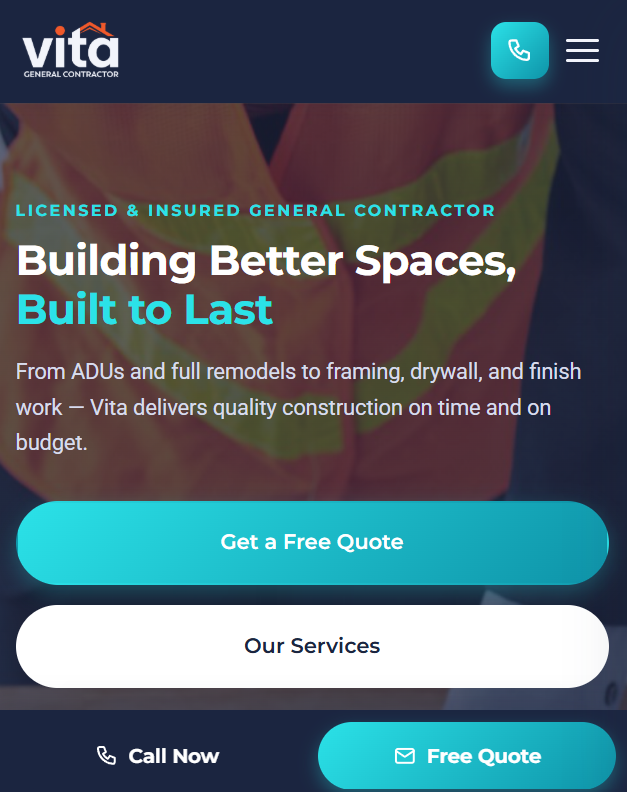 vita
GENERAL CONTRACTOR
LICENSED & INSURED GENERAL CONTRACTOR
Building Better Spaces,
Built to Last
From ADUs and full remodels to framing, drywall, and finish
work — Vita delivers quality construction on time and on
budget.
Get a Free Quote
Our Services
Call Now
Free Quote